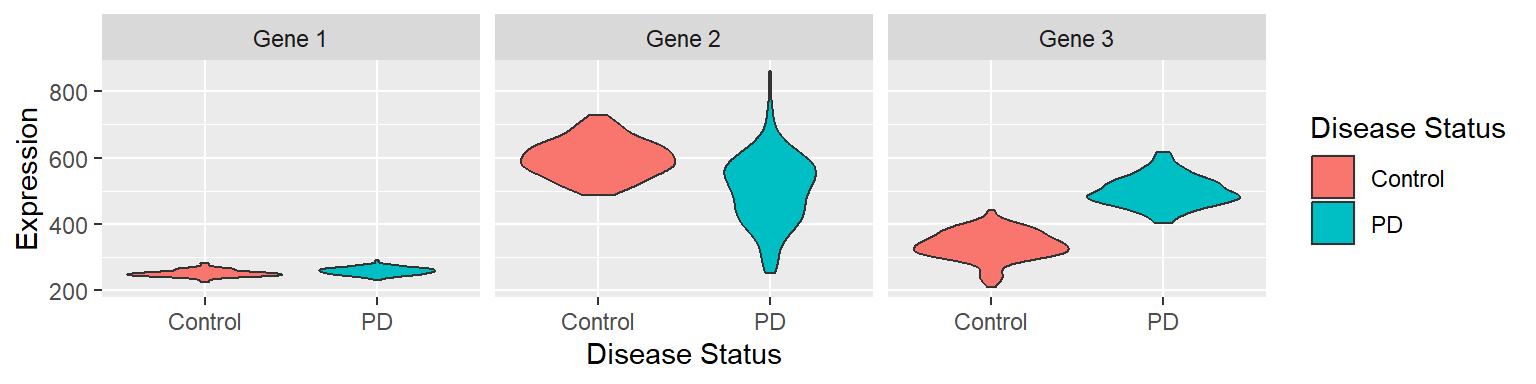 Gene 1 Gene 2 Gene 3
Expression
800
600
400
200
Control PD Control PD Control PD
Disease Status
Disease Status
Control
PD